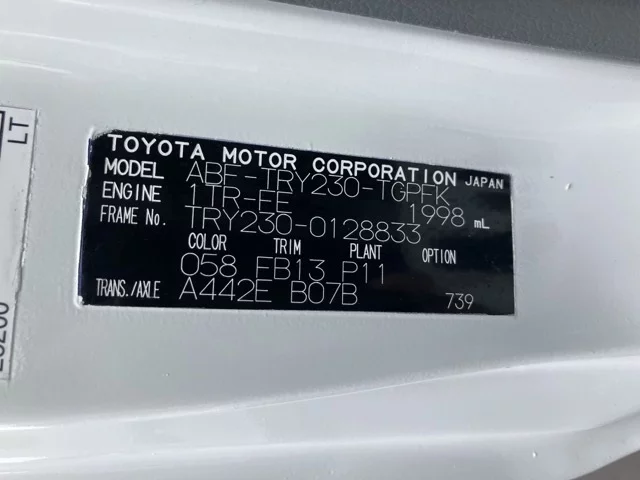 TOYOTA MOTOR CORPORATION JAPAN
MODEL ABF-TRY230-TGPFK
ENGINE 1TR-FE 1998 mL
FRAME No. TRY230-0128833
COLOR TRIM PLANT OPTION
058 FB13 P11
TRANS./AXLE A442E B07B 739
LT